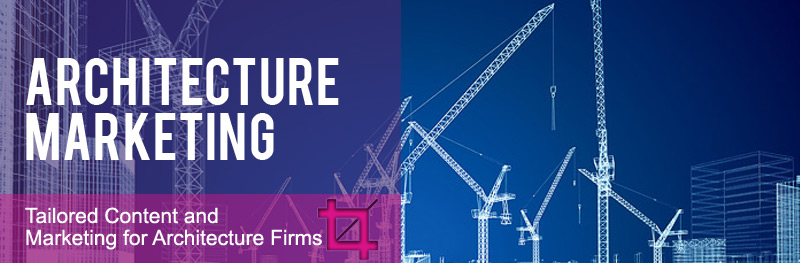 ARCHITECTURE
MARKETING
Tailored Content and
Marketing for Architecture Firms